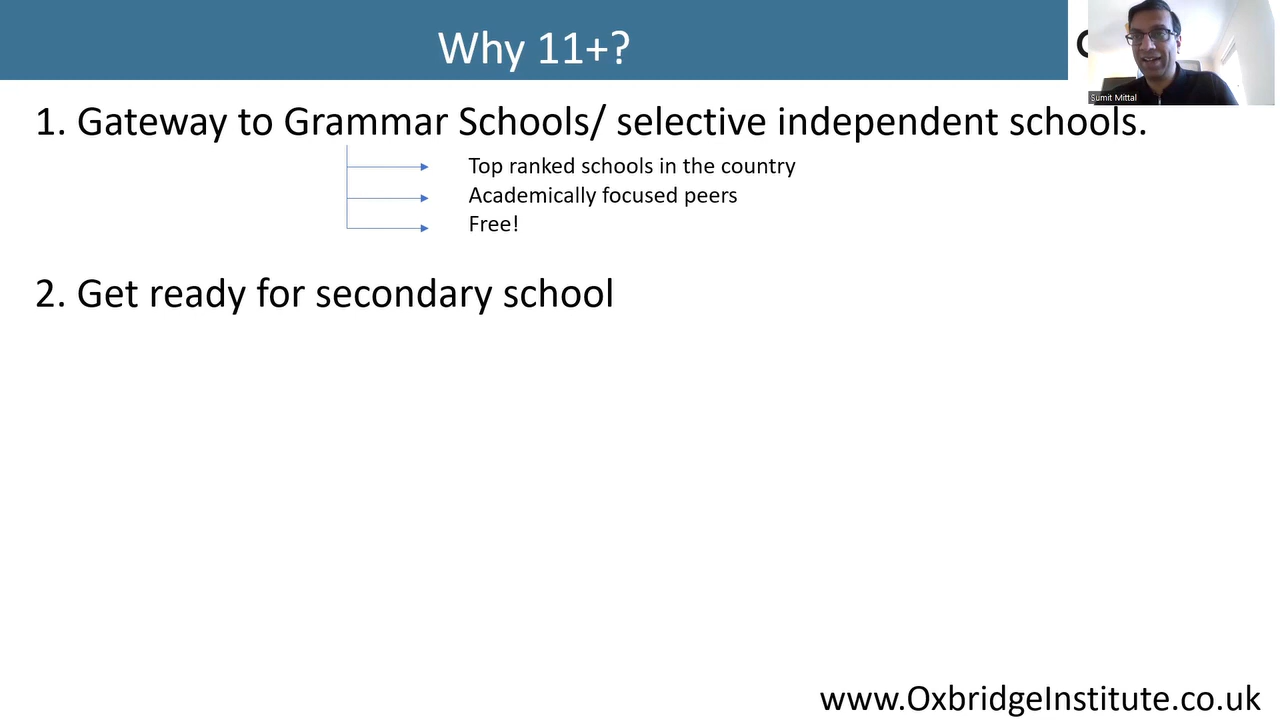 Why 11+?
Sumit Mittal
1. Gateway to Grammar Schools/ selective independent schools.
Top ranked schools in the country
Academically focused peers
Free!
2. Get ready for secondary school
www.OxbridgeInstitute.co.uk